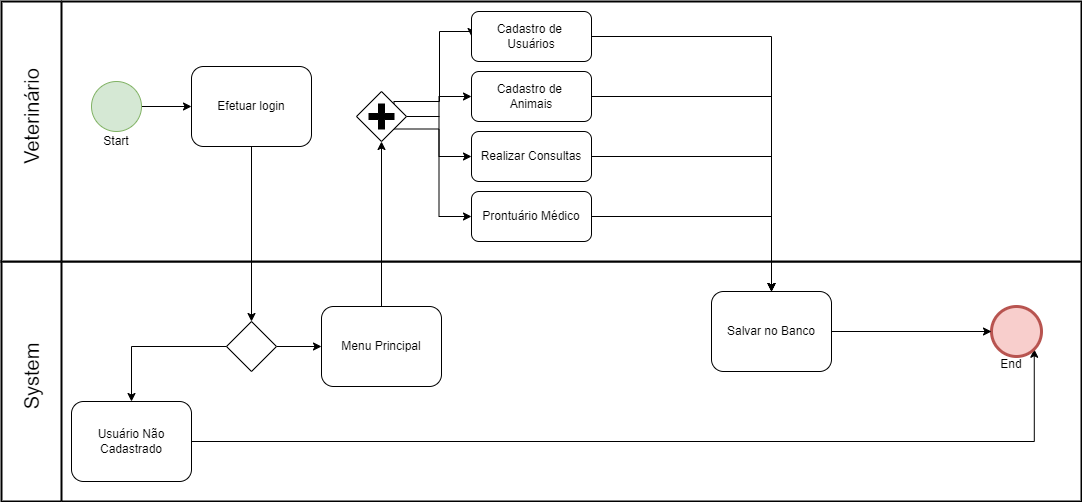 Veterinário
Start
Efetuar login
Cadastro de
Usuários
Cadastro de
Animais
Realizar Consultas
Prontuário Médico
System
Menu Principal
Usuário Não
Cadastrado
Salvar no Banco
End